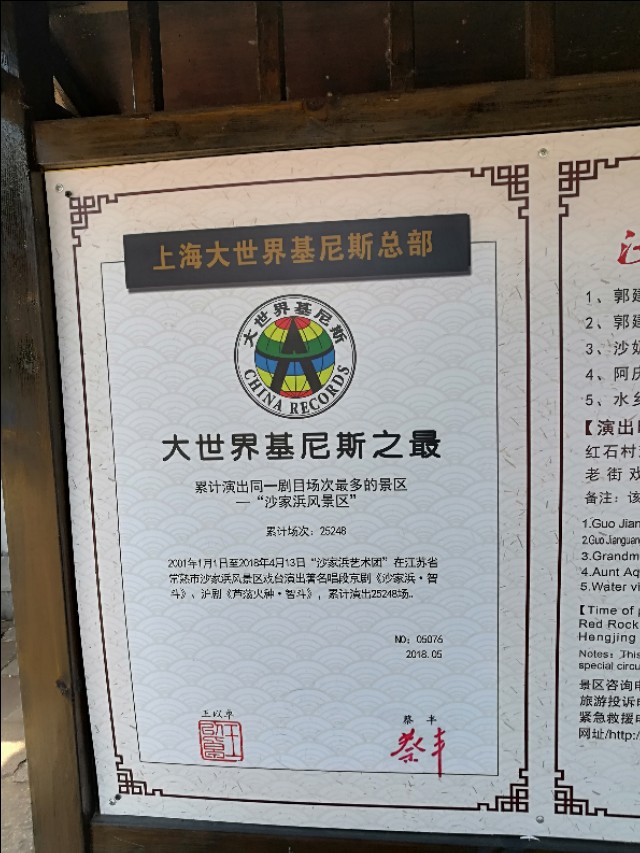 上海大世界基尼斯总部
大世界基尼斯
CHINA RECORDS
大世界基尼斯之最
累计演出同一剧目场次最多的景区
—“沙家浜风景区”
累计场次：25248
2001年1月1日至2018年4月13日“沙家浜艺术团”在江苏省
常熟市沙家浜风景区戏台演出著名唱段京剧《沙家浜·智
斗》、沪剧《芦荡火种·智斗》，累计演出25248场。
NO：05076
2018.05
王以卓
蔡 丰
蔡丰
1、郭建
2、郭建
3、沙奶
4、阿庆
5、水乡
【演出时
红石村
老街戏
备注：该
1.Guo Jian
2.Guo Jianguan
3.Grandm
4.Aunt Aq
5.Water vi
【Time of p
Red Rock
Hengjing
Notes：This
special circu
景区咨询电
旅游投诉电
紧急救援电
网址/http:/